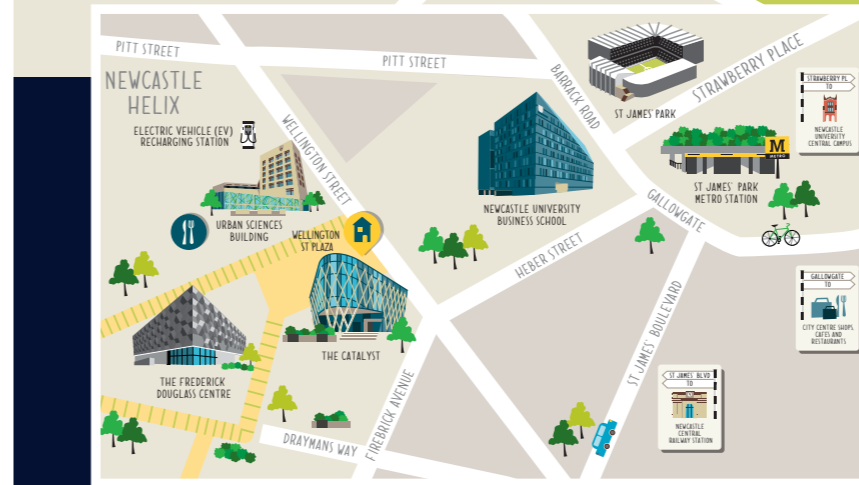 PITT STREET
PITT STREET
NEWCASTLE
HELIX
ELECTRIC VEHICLE (EV)
RECHARGING STATION
WELLINGTON STREET
BARRACK ROAD
ST JAMES' PARK
STRAWBERRY PLACE
STRAWBERRY PL
TO
NEWCASTLE
UNIVERSITY
CENTRAL CAMPUS
M
METRO
ST JAMES' PARK
METRO STATION
NEWCASTLE UNIVERSITY
BUSINESS SCHOOL
GALLOWGATE
URBAN SCIENCES
BUILDING
WELLINGTON
ST PLAZA
HEBER STREET
GALLOWGATE
TO
CITY CENTRE SHOPS,
CAFES AND
RESTAURANTS
THE CATALYST
ST JAMES' BOULEVARD
THE FREDERICK
DOUGLASS CENTRE
ST JAMES' BLVD
TO
NEWCASTLE
CENTRAL
RAILWAY STATION
FIREBRICK AVENUE
DRAYMANS WAY